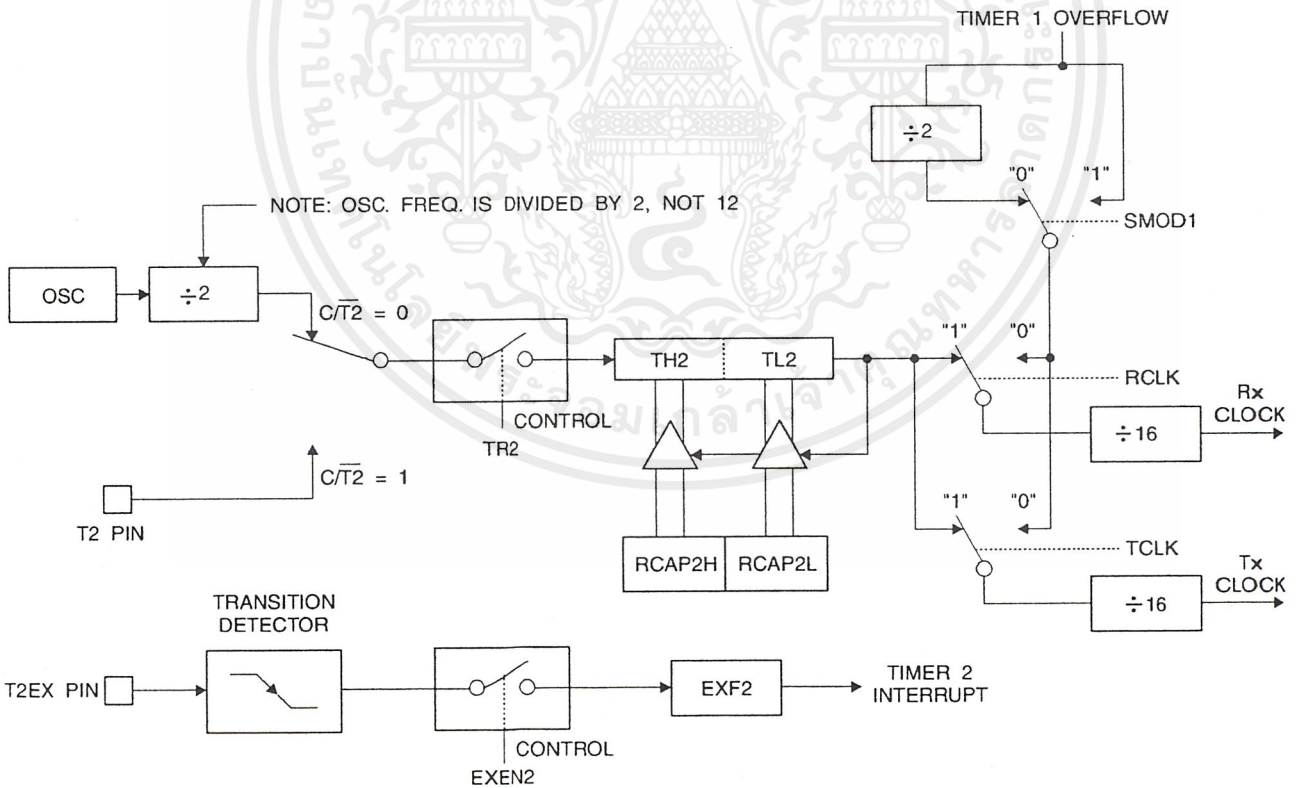 TIMER 1 OVERFLOW
÷2
"0" "1"
NOTE: OSC. FREQ. IS DIVIDED BY 2, NOT 12
SMOD1
OSC
÷2
C/T2 = 0
"1" "0"
TH2 TL2
RCLK
Rx
CLOCK
CONTROL
÷16
TR2
C/T2 = 1
T2 PIN
"1" "0"
RCAP2H RCAP2L
TCLK
Tx
CLOCK
÷16
TRANSITION
DETECTOR
T2EX PIN
EXF2
TIMER 2
INTERRUPT
CONTROL
EXEN2